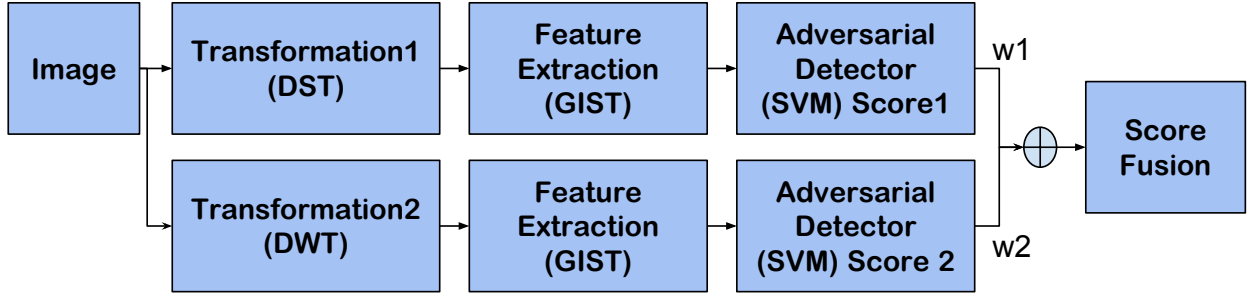 Image
Transformation1
(DST)
Feature
Extraction
(GIST)
Adversarial
Detector
(SVM) Score1
w1
Transformation2
(DWT)
Feature
Extraction
(GIST)
Adversarial
Detector
(SVM) Score 2
w2
Score
Fusion